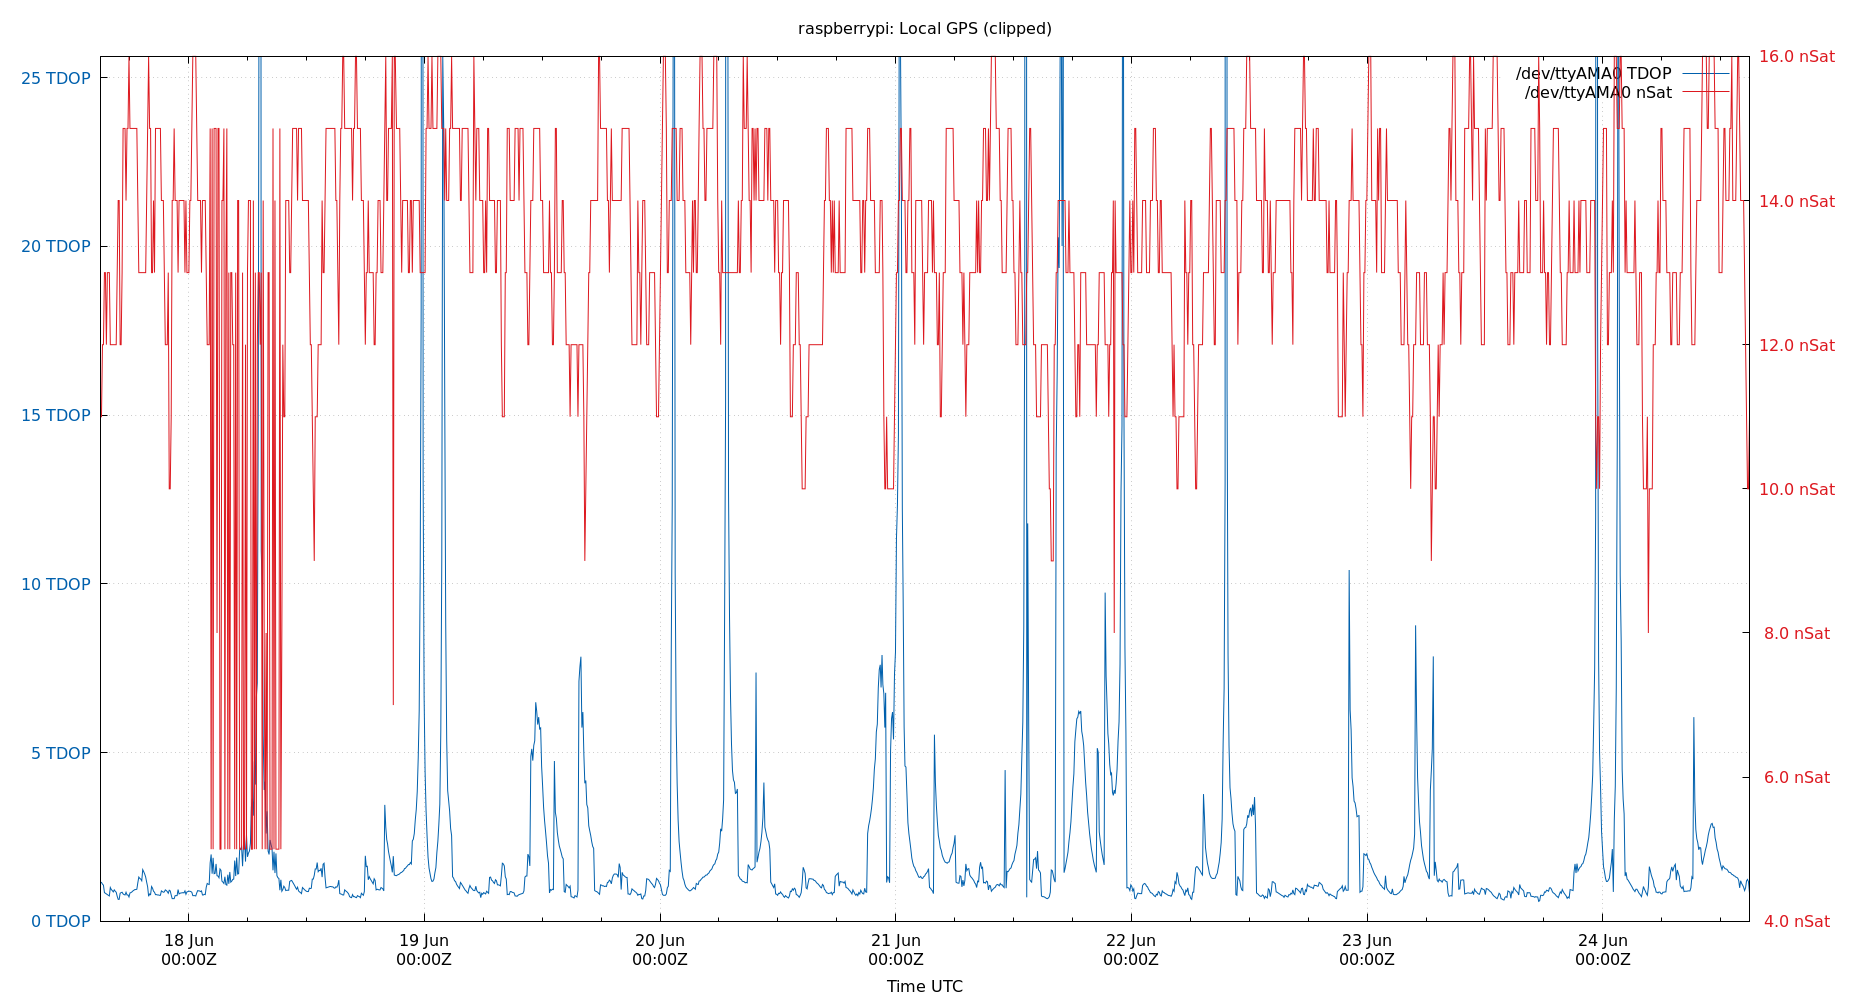 raspberrypi: Local GPS (clipped)
25 TDOP
20 TDOP
15 TDOP
10 TDOP
5 TDOP
0 TDOP
16.0 nSat
14.0 nSat
12.0 nSat
10.0 nSat
8.0 nSat
6.0 nSat
4.0 nSat
/dev/ttyAMA0 TDOP
/dev/ttyAMA0 nSat
18 Jun 19 Jun 20 Jun 21 Jun 22 Jun 23 Jun 24 Jun
00:00Z 00:00Z 00:00Z 00:00Z 00:00Z 00:00Z 00:00Z
Time UTC